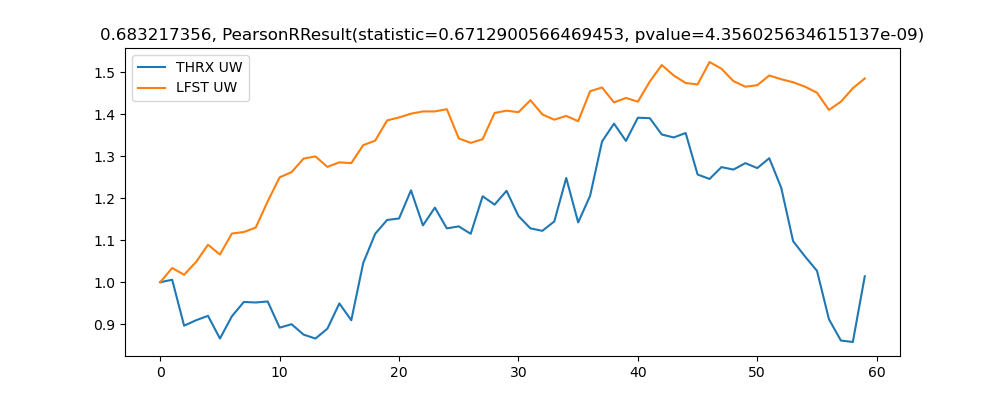 0.683217356, PearsonRResult(statistic=0.6712900566469453, pvalue=4.356025634615137e-09)
THRX UW
LFST UW
1.5
1.4
1.3
1.2
1.1
1.0
0.9
0 10 20 30 40 50 60